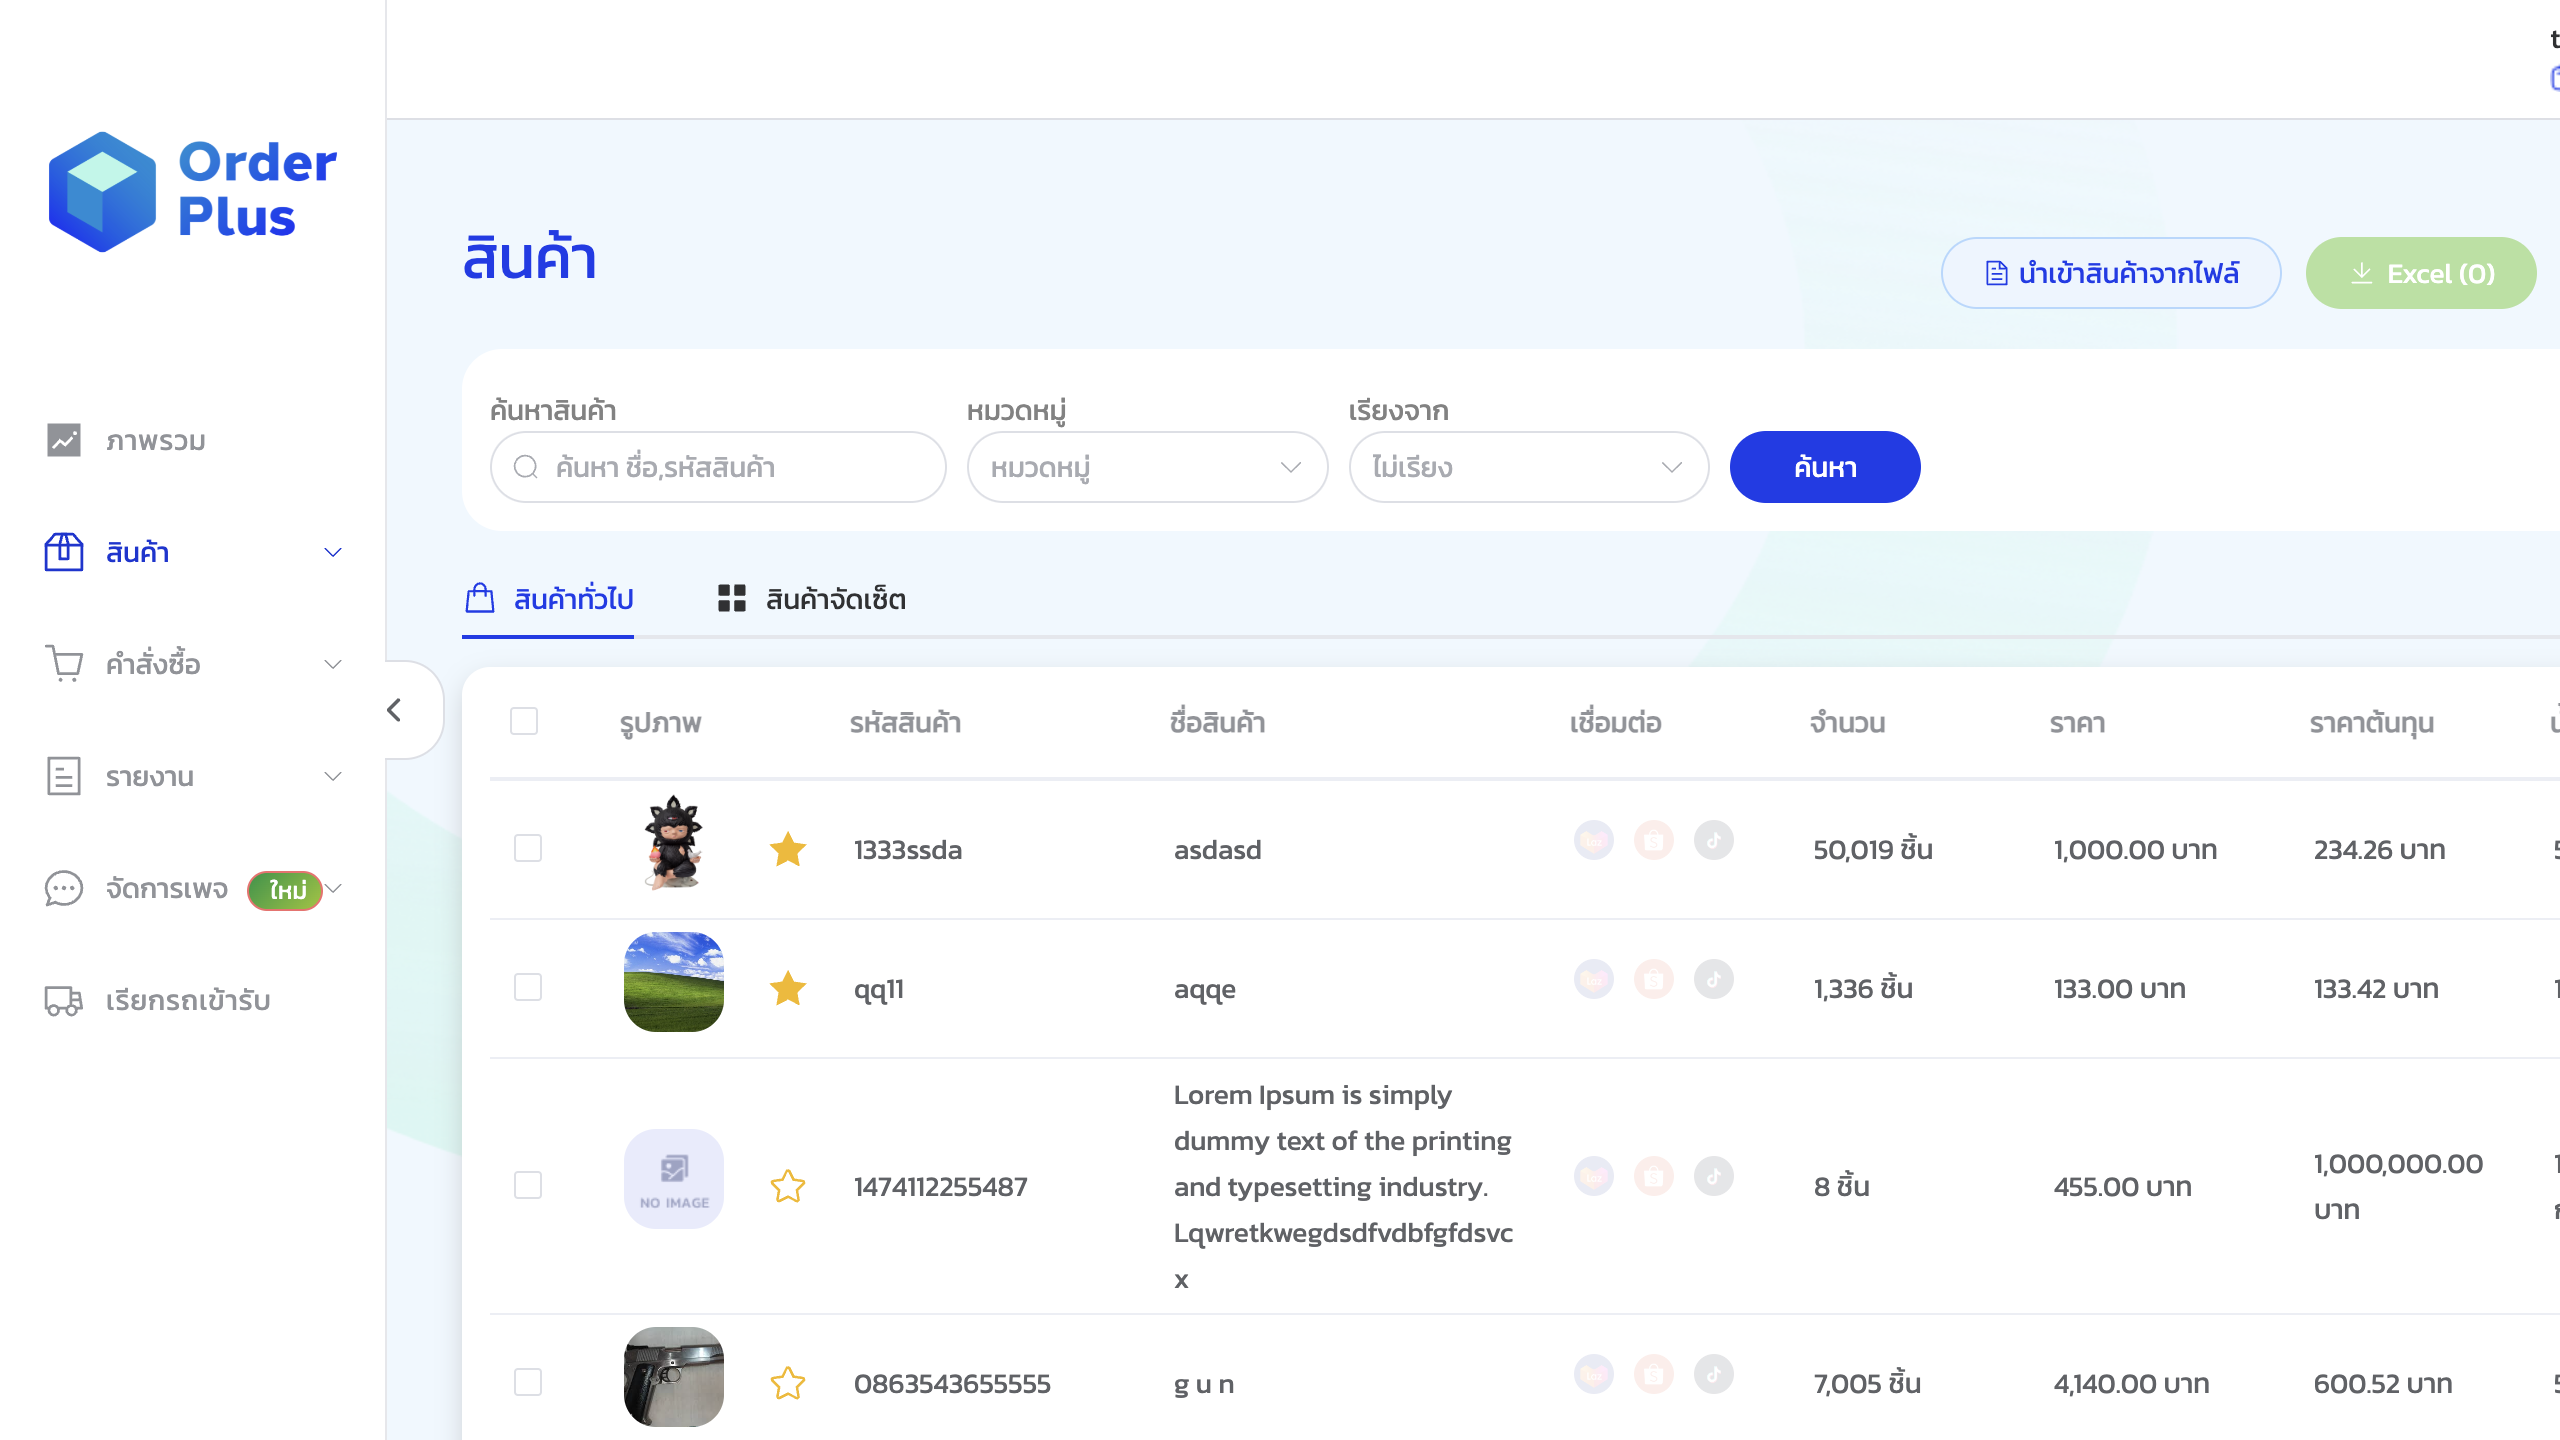 Order
Plus
ภาพรวม
สินค้า
คำสั่งซื้อ
รายงาน
จัดการเพจ ใหม่
เรียกรถเข้ารับ
สินค้า
นำเข้าสินค้าจากไฟล์
Excel (0)
ค้นหาสินค้า
ค้นหา ชื่อ,รหัสสินค้า
หมวดหมู่
หมวดหมู่
เรียงจาก
ไม่เรียง
ค้นหา
สินค้าทั่วไป
สินค้าจัดเซ็ต
รูปภาพ รหัสสินค้า ชื่อสินค้า เชื่อมต่อ จำนวน ราคา ราคาต้นทุน
1333ssda asdasd 50,019 ชิ้น 1,000.00 บาท 234.26 บาท
qq11 aqqe 1,336 ชิ้น 133.00 บาท 133.42 บาท
NO IMAGE
1474112255487
Lorem Ipsum is simply
dummy text of the printing
and typesetting industry.
Lqwretkwegdsdfvdbfgfdsvc
x
8 ชิ้น
455.00 บาท
1,000,000.00
บาท
0863543655555 g u n 7,005 ชิ้น 4,140.00 บาท 600.52 บาท